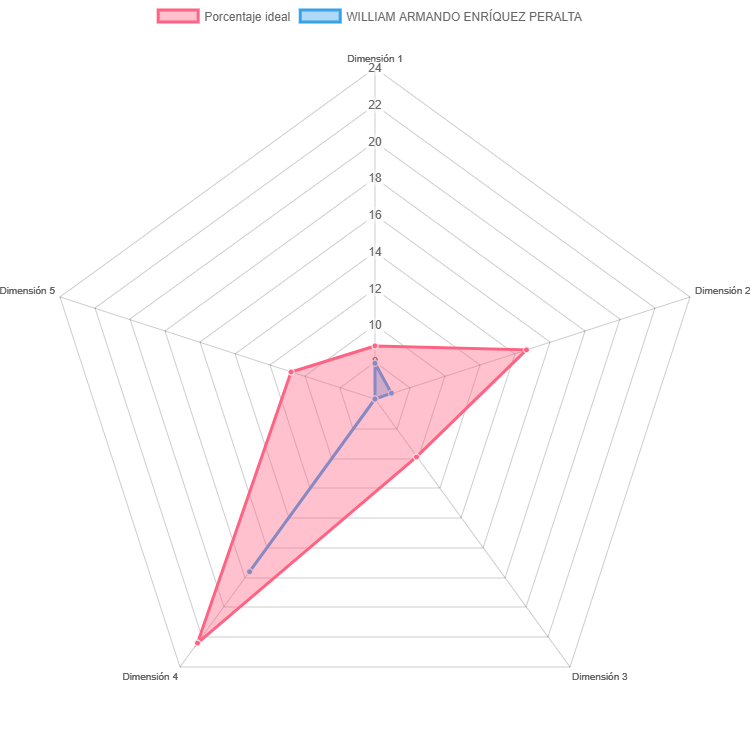 Porcentaje ideal
WILLIAM ARMANDO ENRÍQUEZ PERALTA
Dimensión 1
24
22
20
18
16
14
12
10
8
Dimensión 5
Dimensión 2
Dimensión 4
Dimensión 3